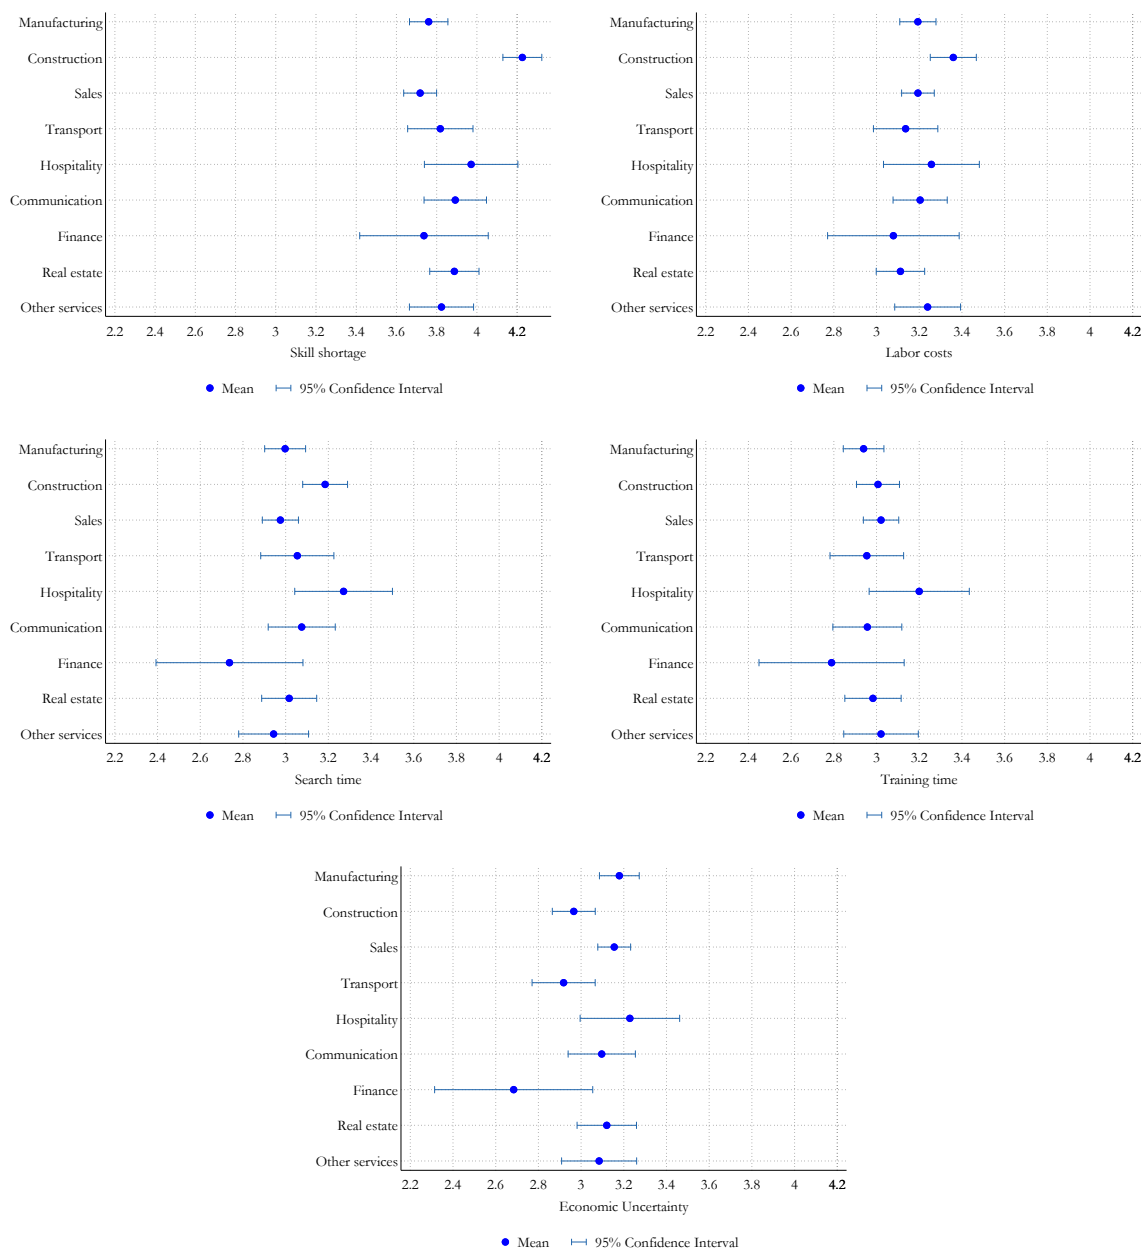 Manufacturing
Construction
Sales
Transport
Hospitality
Communication
Finance
Real estate
Other services
2.2 2.4 2.6 2.8 3 3.2 3.4 3.6 3.8 4 4.2
Skill shortage
Mean 95% Confidence Interval
Manufacturing
Construction
Sales
Transport
Hospitality
Communication
Finance
Real estate
Other services
2.2 2.4 2.6 2.8 3 3.2 3.4 3.6 3.8 4 4.2
Labor costs
Mean 95% Confidence Interval
Manufacturing
Construction
Sales
Transport
Hospitality
Communication
Finance
Real estate
Other services
2.2 2.4 2.6 2.8 3 3.2 3.4 3.6 3.8 4 4.2
Search time
Mean 95% Confidence Interval
Manufacturing
Construction
Sales
Transport
Hospitality
Communication
Finance
Real estate
Other services
2.2 2.4 2.6 2.8 3 3.2 3.4 3.6 3.8 4 4.2
Training time
Mean 95% Confidence Interval
Manufacturing
Construction
Sales
Transport
Hospitality
Communication
Finance
Real estate
Other services
2.2 2.4 2.6 2.8 3 3.2 3.4 3.6 3.8 4 4.2
Economic Uncertainty
Mean 95% Confidence Interval